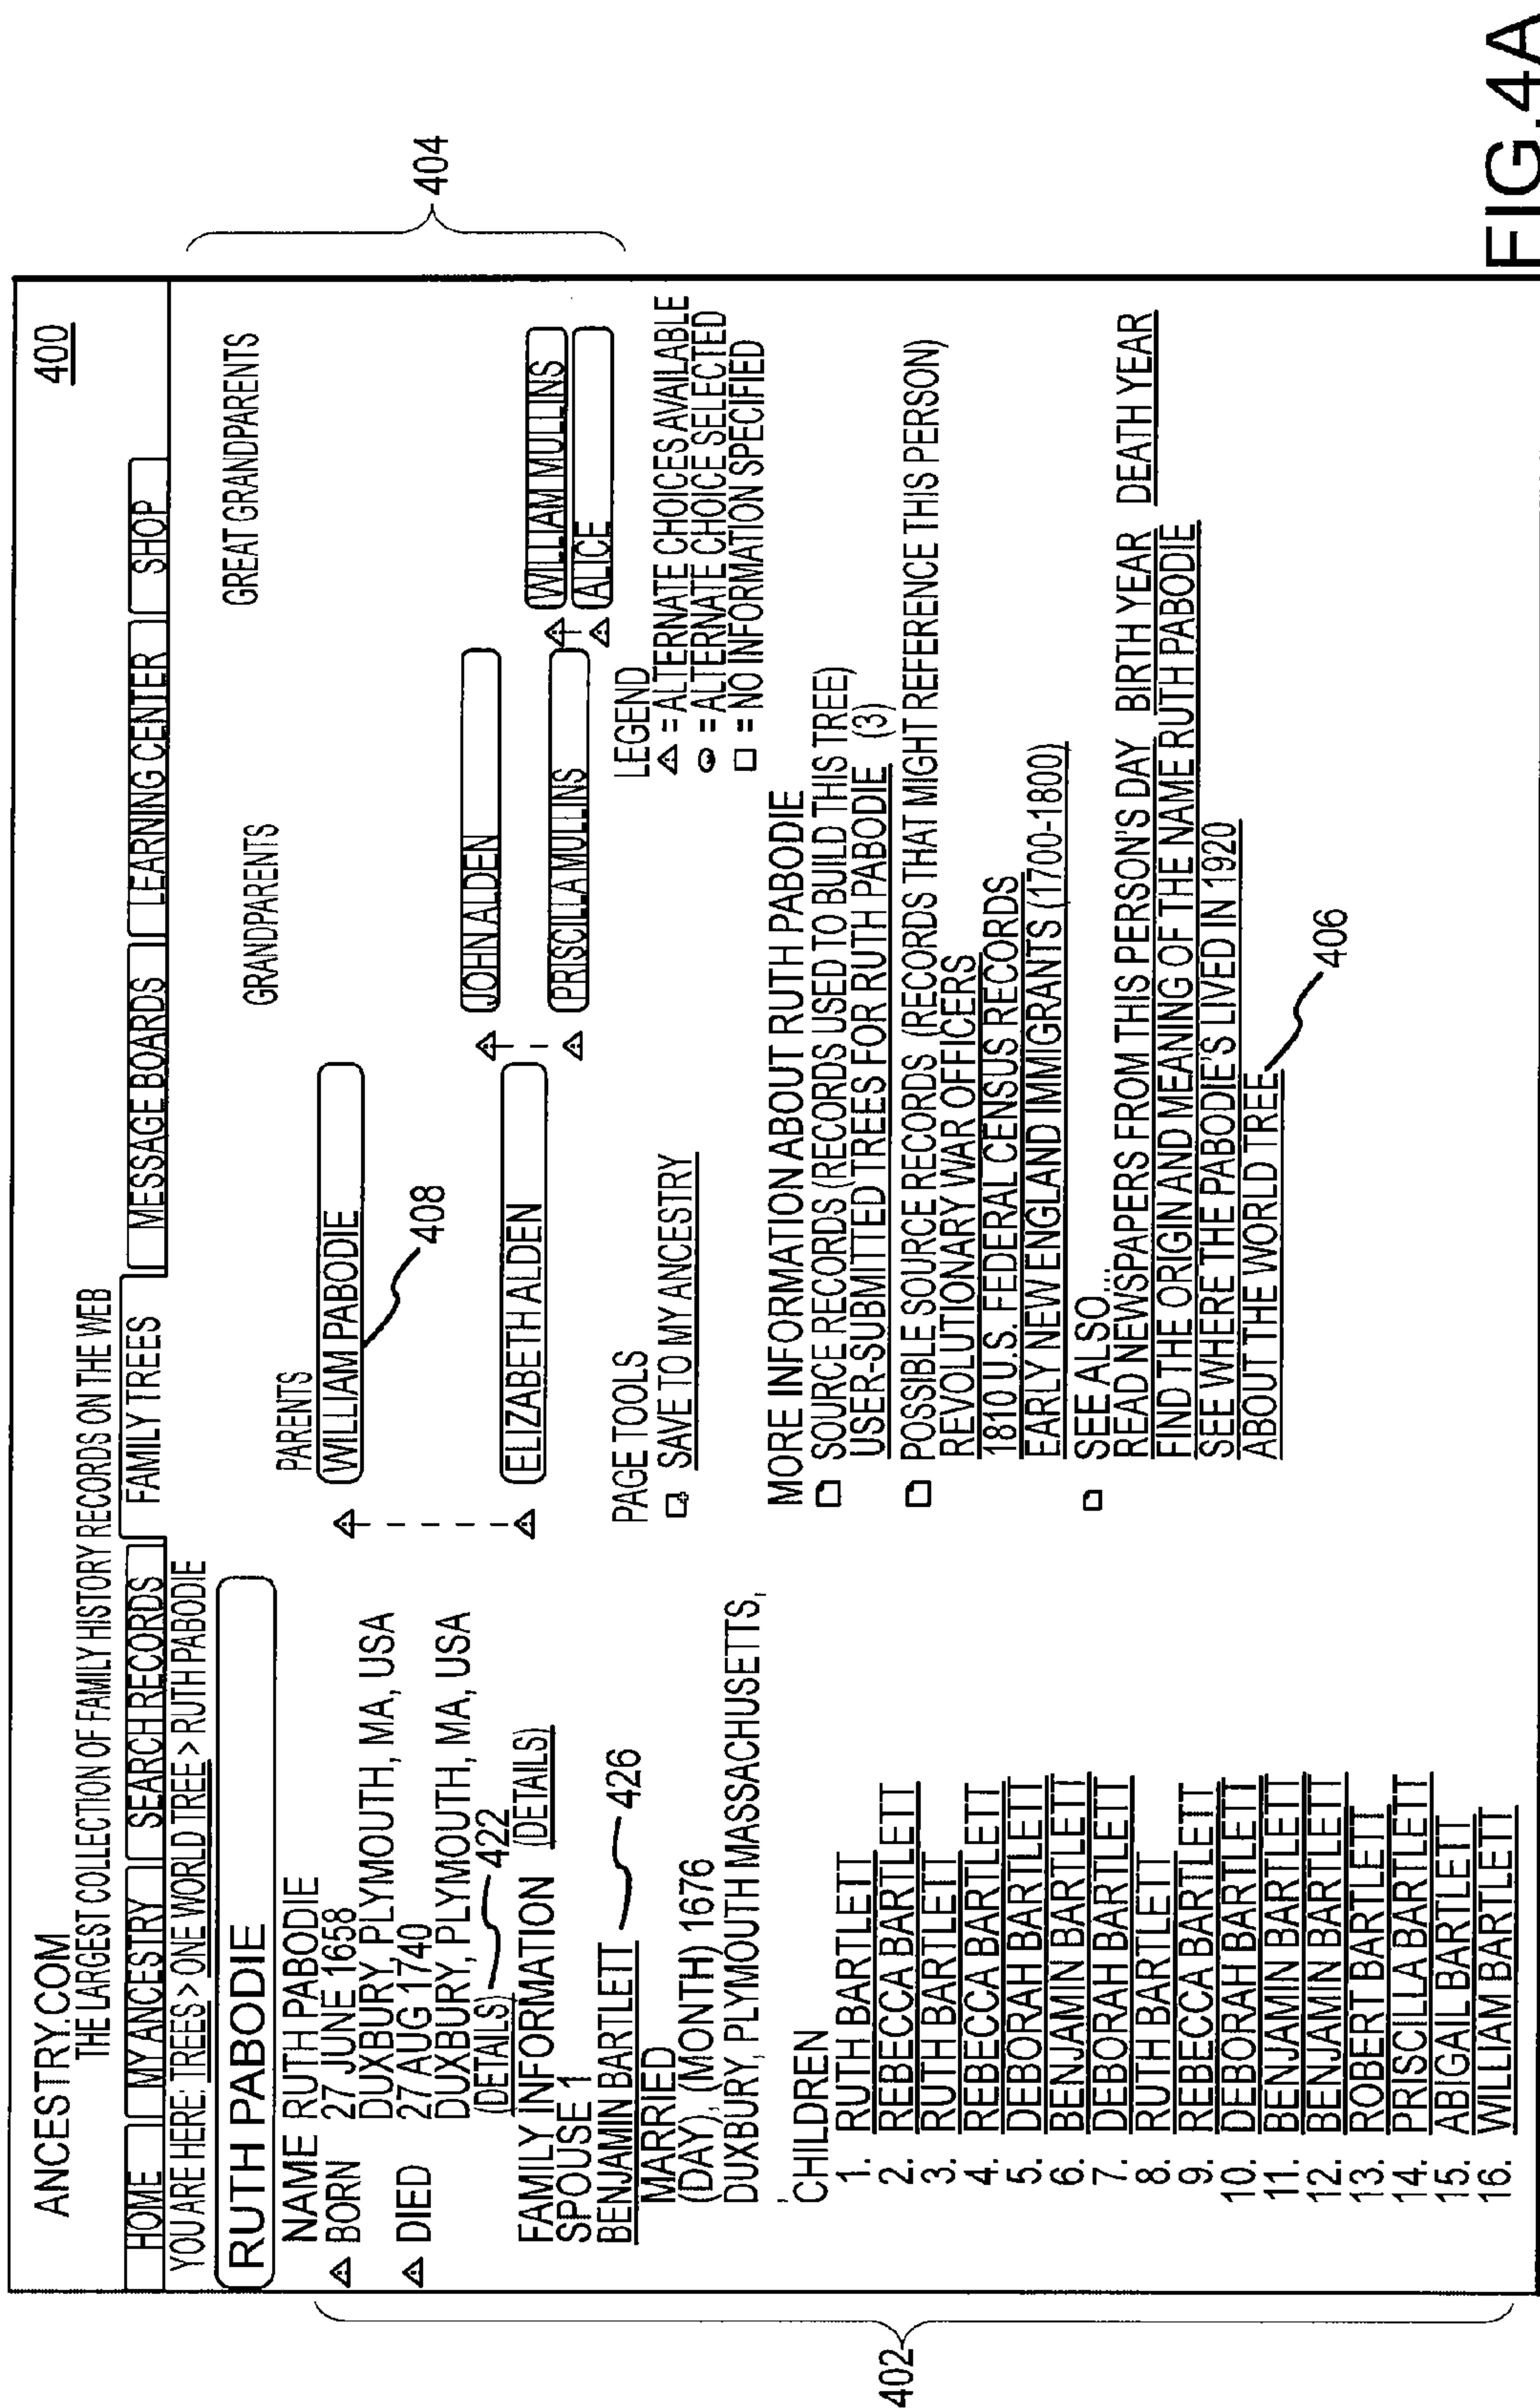 400
ANCESTRY.COM
THE LARGEST COLLECTION OF FAMILY HISTORY RECORDS ON THE WEB
HOME MY ANCESTRY SEARCH RECORDS FAMILY TREES MESSAGE BOARDS LEARNING CENTER SHOP
YOU ARE HERE: TREES > ONE WORLD TREE > RUTH PABODIE
RUTH PABODIE
NAME RUTH PABODIE
BORN 27 JUNE 1658
DUXBURY, PLYMOUTH, MA, USA
DIED 27 AUG 1740
DUXBURY, PLYMOUTH, MA, USA
(DETAILS)
422
FAMILY INFORMATION (DETAILS)
SPOUSE 1
BENJAMIN BARTLETT
426
MARRIED
(DAY), (MONTH) 1676
DUXBURY, PLYMOUTH MASSACHUSETTS,
,
CHILDREN
1. RUTH BARTLETT
2. REBECCA BARTLETT
3. RUTH BARTLETT
4. REBECCA BARTLETT
5. DEBORAH BARTLETT
6. BENJAMIN BARTLETT
7. DEBORAH BARTLETT
8. RUTH BARTLETT
9. REBECCA BARTLETT
10. DEBORAH BARTLETT
11. BENJAMIN BARTLETT
12. BENJAMIN BARTLETT
13. ROBERT BARTLETT
14. PRISCILLA BARTLETT
15. ABIGAIL BARTLETT
16. WILLIAM BARTLETT
402
PARENTS
WILLIAM PABODIE
408
ELIZABETH ALDEN
GRANDPARENTS
JOHN ALDEN
PRISCILLA MULLINS
GREAT GRANDPARENTS
WILLIAM MULLINS
ALICE
404
LEGEND
= ALTERNATE CHOICES AVAILABLE
= ALTERNATE CHOICE SELECTED
= NO INFORMATION SPECIFIED
PAGE TOOLS
SAVE TO MY ANCESTRY
MORE INFORMATION ABOUT RUTH PABODIE
SOURCE RECORDS (RECORDS USED TO BUILD THIS TREE)
USER-SUBMITTED TREES FOR RUTH PABODIE (3)
POSSIBLE SOURCE RECORDS (RECORDS THAT MIGHT REFERENCE THIS PERSON)
REVOLUTIONARY WAR OFFICERS
1810 U.S. FEDERAL CENSUS RECORDS
EARLY NEW ENGLAND IMMIGRANTS (1700-1800)
SEE ALSO...
READ NEWSPAPERS FROM THIS PERSON'S DAY BIRTH YEAR DEATH YEAR
FIND THE ORIGIN AND MEANING OF THE NAME RUTH PABODIE
SEE WHERE THE PABODIE'S LIVED IN 1920
ABOUT THE WORLD TREE
406
FIG.4A